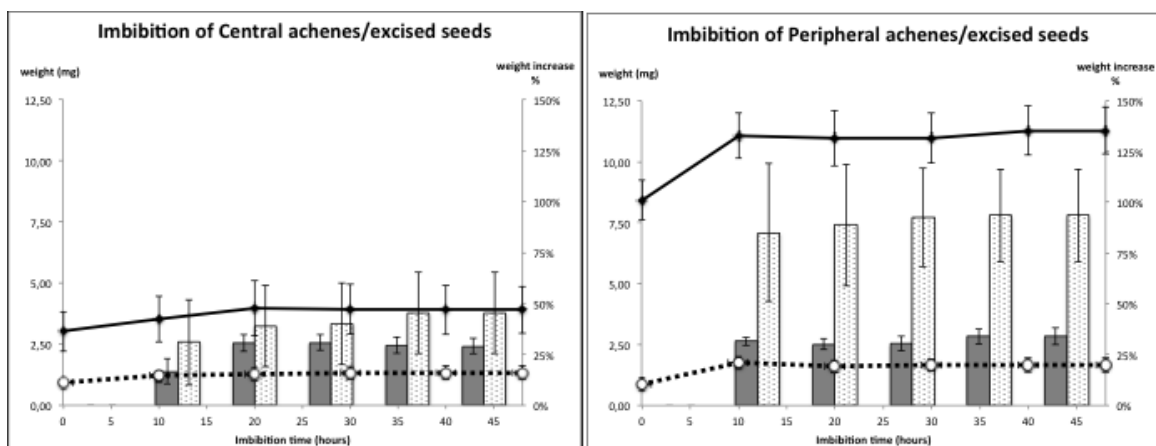 Imbibition of Central achenes/excised seeds
weight (mg)
weight increase
%
12,50
10,00
7,50
5,00
2,50
0,00
150%
125%
100%
75%
50%
25%
0%
0 5 10 15 20 25 30 35 40 45
Imbibition time (hours)
Imbibition of Peripheral achenes/excised seeds
weight (mg)
weight increase
%
12,50
10,00
7,50
5,00
2,50
0,00
150%
125%
100%
75%
50%
25%
0%
0 5 10 15 20 25 30 35 40 45
Imbibition time (hours)